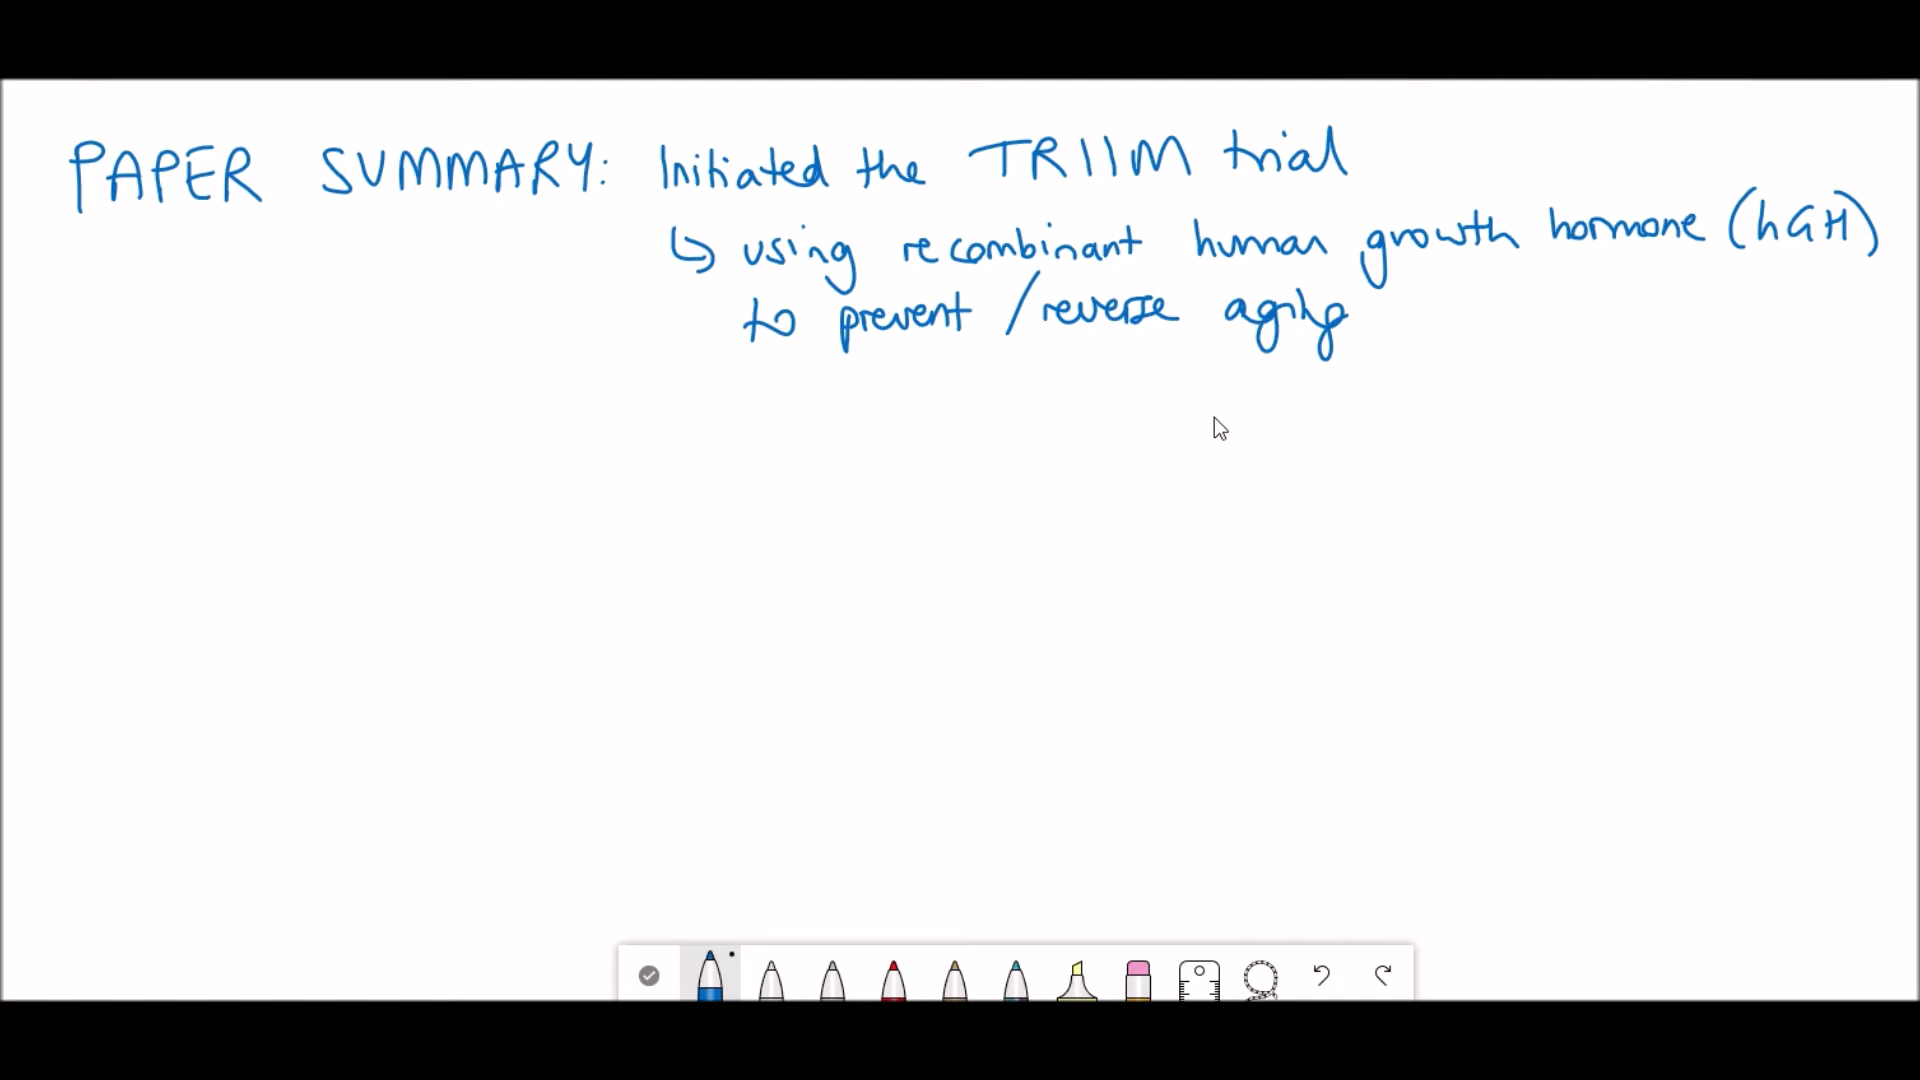 PAPER SUMMARY: Initiated the TRIIM trial
↳ using recombinant human growth hormone (hGH)
to prevent / reverse aging